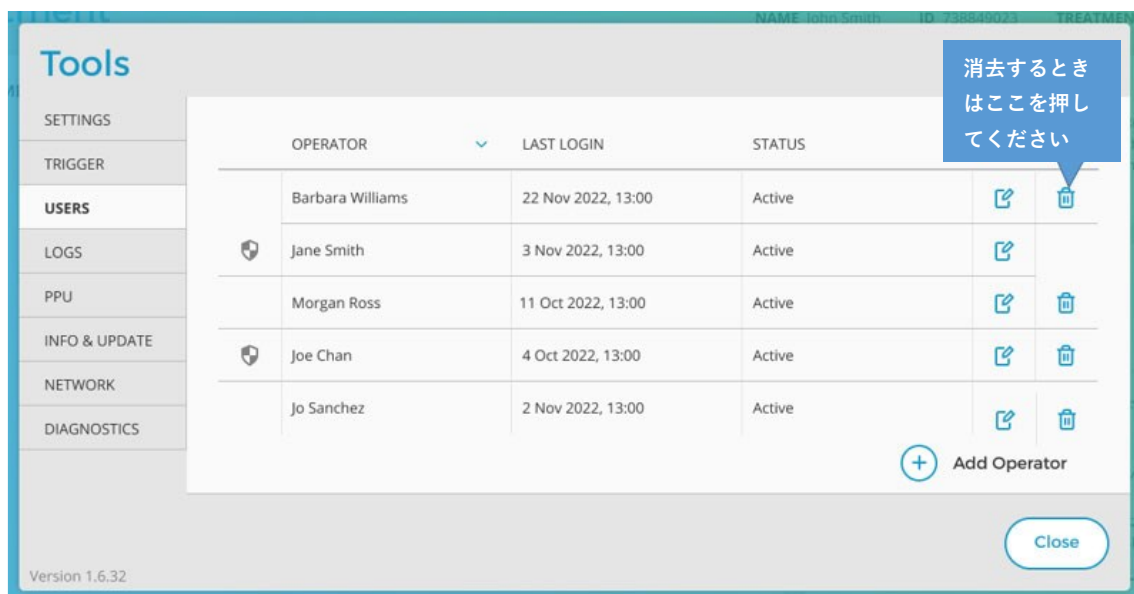 NAME John Smith ID 738849023 TREATMEN
Tools
消去するとき
はここを押し
てください
SETTINGS
TRIGGER
USERS
LOGS
PPU
INFO & UPDATE
NETWORK
DIAGNOSTICS
OPERATOR LAST LOGIN STATUS
Barbara Williams 22 Nov 2022, 13:00 Active
Jane Smith 3 Nov 2022, 13:00 Active
Morgan Ross 11 Oct 2022, 13:00 Active
Joe Chan 4 Oct 2022, 13:00 Active
Jo Sanchez 2 Nov 2022, 13:00 Active
Add Operator
Close
Version 1.6.32